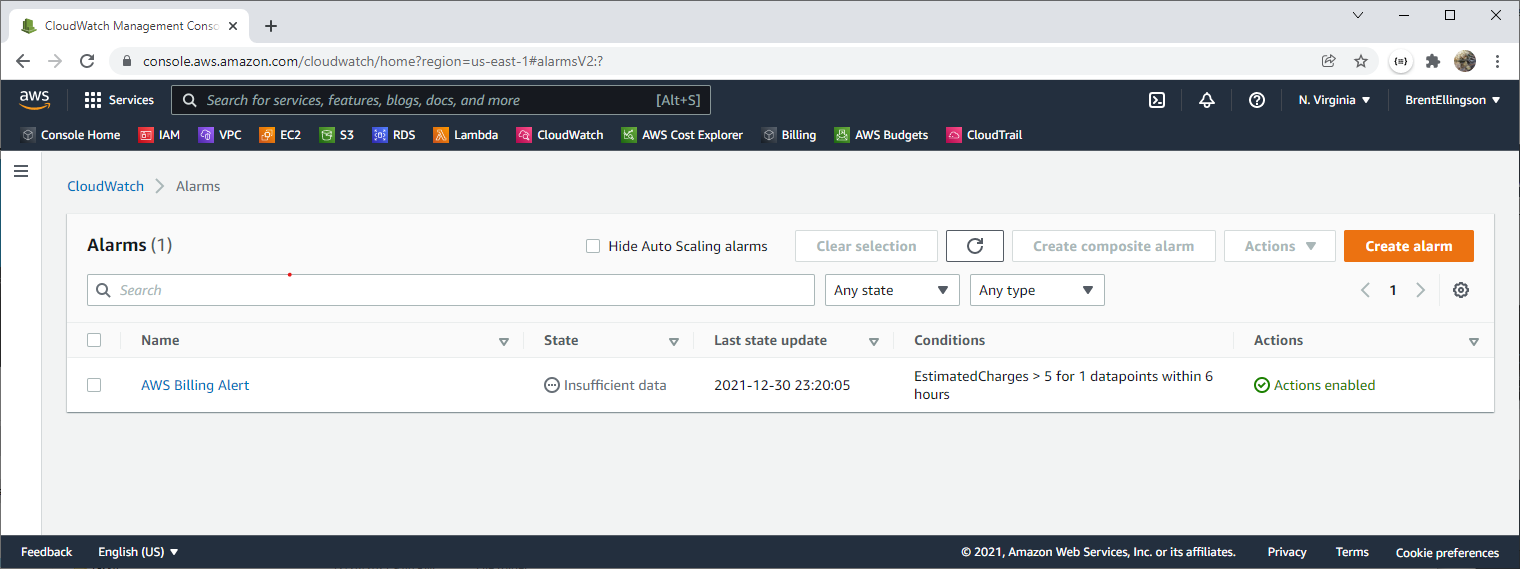 CloudWatch Management Conso
console.aws.amazon.com/cloudwatch/home?region=us-east-1#alarmsV2:?
aws Services Search for services, features, blogs, docs, and more [Alt+S] N. Virginia BrentEllingson
Console Home IAM VPC EC2 S3 RDS Lambda CloudWatch AWS Cost Explorer Billing AWS Budgets CloudTrail
CloudWatch Alarms
Alarms (1) Hide Auto Scaling alarms Clear selection Create composite alarm Actions Create alarm
Search Any state Any type 1
Name State Last state update Conditions Actions
AWS Billing Alert Insufficient data 2021-12-30 23:20:05 EstimatedCharges > 5 for 1 datapoints within 6 Actions enabled
hours
Feedback English (US) © 2021, Amazon Web Services, Inc. or its affiliates. Privacy Terms Cookie preferences